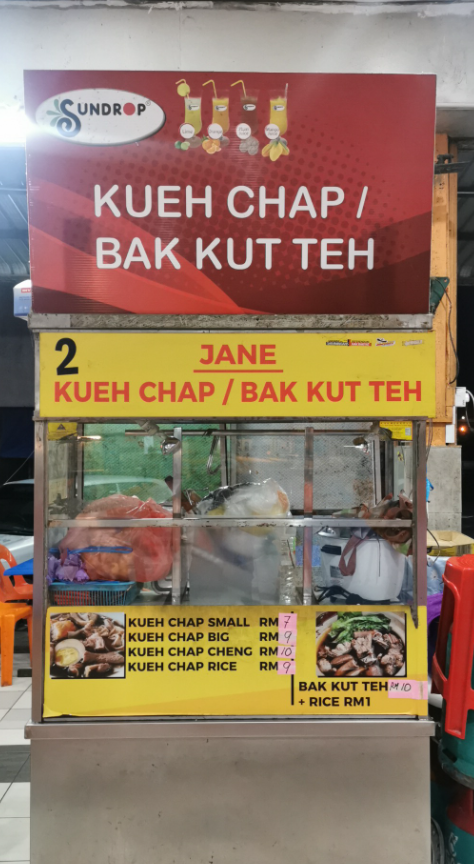 SUNDROP
KUEH CHAP /
BAK KUT TEH
2
JANE
KUEH CHAP / BAK KUT TEH
KUEH CHAP SMALL RM 7
KUEH CHAP BIG RM 9
KUEH CHAP CHENG RM 10
KUEH CHAP RICE RM 9
BAK KUT TEH RM 10
+ RICE RM1